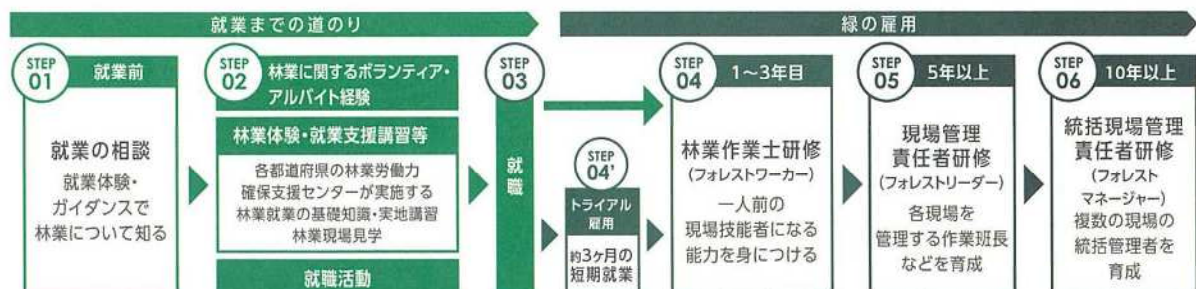 就業までの道のり
緑の雇用
STEP
01
就業前
就業の相談
就業体験・
ガイダンスで
林業について知る
STEP
02
林業に関するボランティア・
アルバイト経験
林業体験・就業支援講習等
各都道府県の林業労働力
確保支援センターが実施する
林業就業の基礎知識・実地講習
林業現場見学
就職活動
STEP
03
就職
STEP
04'
トライアル
雇用
約3ヶ月の
短期就業
STEP
04
1〜3年目
林業作業士研修
(フォレストワーカー)
一人前の
現場技能者になる
能力を身につける
STEP
05
5年以上
現場管理
責任者研修
(フォレストリーダー)
各現場を
管理する作業班長
などを育成
STEP
06
10年以上
統括現場管理
責任者研修
(フォレスト
マネージャー)
複数の現場の
統括管理者を
育成